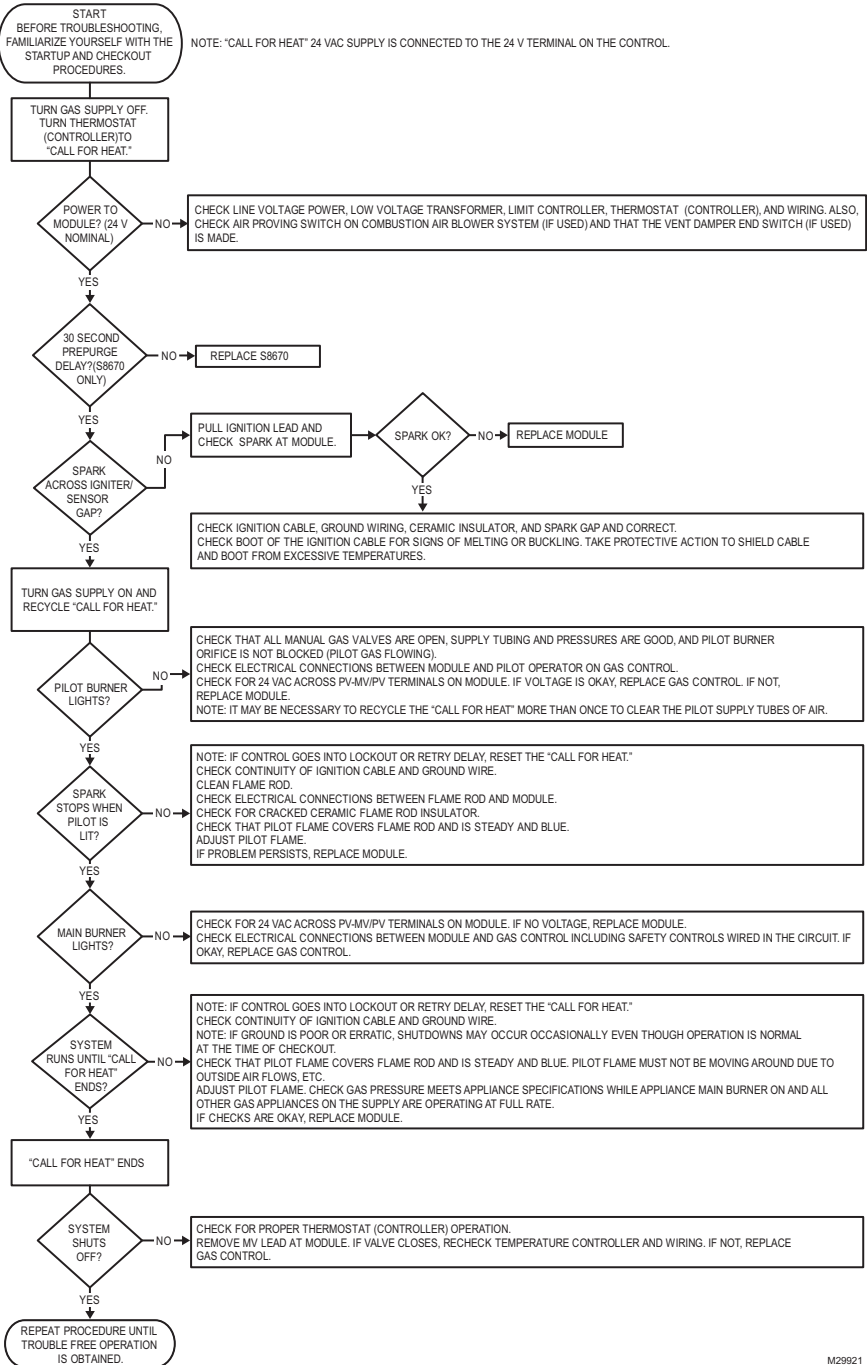 START
BEFORE TROUBLESHOOTING,
FAMILIARIZE YOURSELF WITH THE
STARTUP AND CHECKOUT
PROCEDURES.
NOTE: “CALL FOR HEAT” 24 VAC SUPPLY IS CONNECTED TO THE 24 V TERMINAL ON THE CONTROL.
TURN GAS SUPPLY OFF.
TURN THERMOSTAT
(CONTROLLER)TO
“CALL FOR HEAT.”
POWER TO
MODULE? (24 V
NOMINAL)
NO
CHECK LINE VOLTAGE POWER, LOW VOLTAGE TRANSFORMER, LIMIT CONTROLLER, THERMOSTAT (CONTROLLER), AND WIRING. ALSO,
CHECK AIR PROVING SWITCH ON COMBUSTION AIR BLOWER SYSTEM (IF USED) AND THAT THE VENT DAMPER END SWITCH (IF USED)
IS MADE.
YES
30 SECOND
PREPURGE
DELAY?(S8670
ONLY)
NO
REPLACE S8670
YES
SPARK
ACROSS IGNITER/
SENSOR
GAP?
NO
PULL IGNITION LEAD AND
CHECK SPARK AT MODULE.
SPARK OK?
NO
REPLACE MODULE
YES
CHECK IGNITION CABLE, GROUND WIRING, CERAMIC INSULATOR, AND SPARK GAP AND CORRECT.
CHECK BOOT OF THE IGNITION CABLE FOR SIGNS OF MELTING OR BUCKLING. TAKE PROTECTIVE ACTION TO SHIELD CABLE
AND BOOT FROM EXCESSIVE TEMPERATURES.
YES
TURN GAS SUPPLY ON AND
RECYCLE “CALL FOR HEAT.”
PILOT BURNER
LIGHTS?
NO
CHECK THAT ALL MANUAL GAS VALVES ARE OPEN, SUPPLY TUBING AND PRESSURES ARE GOOD, AND PILOT BURNER
ORIFICE IS NOT BLOCKED (PILOT GAS FLOWING).
CHECK ELECTRICAL CONNECTIONS BETWEEN MODULE AND PILOT OPERATOR ON GAS CONTROL.
CHECK FOR 24 VAC ACROSS PV-MV/PV TERMINALS ON MODULE. IF VOLTAGE IS OKAY, REPLACE GAS CONTROL. IF NOT,
REPLACE MODULE.
NOTE: IT MAY BE NECESSARY TO RECYCLE THE “CALL FOR HEAT” MORE THAN ONCE TO CLEAR THE PILOT SUPPLY TUBES OF AIR.
YES
SPARK
STOPS WHEN
PILOT IS
LIT?
NO
NOTE: IF CONTROL GOES INTO LOCKOUT OR RETRY DELAY, RESET THE “CALL FOR HEAT.”
CHECK CONTINUITY OF IGNITION CABLE AND GROUND WIRE.
CLEAN FLAME ROD.
CHECK ELECTRICAL CONNECTIONS BETWEEN FLAME ROD AND MODULE.
CHECK FOR CRACKED CERAMIC FLAME ROD INSULATOR.
CHECK THAT PILOT FLAME COVERS FLAME ROD AND IS STEADY AND BLUE.
ADJUST PILOT FLAME.
IF PROBLEM PERSISTS, REPLACE MODULE.
YES
MAIN BURNER
LIGHTS?
NO
CHECK FOR 24 VAC ACROSS PV-MV/PV TERMINALS ON MODULE. IF NO VOLTAGE, REPLACE MODULE.
CHECK ELECTRICAL CONNECTIONS BETWEEN MODULE AND GAS CONTROL INCLUDING SAFETY CONTROLS WIRED IN THE CIRCUIT. IF
OKAY, REPLACE GAS CONTROL.
YES
SYSTEM
RUNS UNTIL “CALL
FOR HEAT”
ENDS?
NO
NOTE: IF CONTROL GOES INTO LOCKOUT OR RETRY DELAY, RESET THE “CALL FOR HEAT.”
CHECK CONTINUITY OF IGNITION CABLE AND GROUND WIRE.
NOTE: IF GROUND IS POOR OR ERRATIC, SHUTDOWNS MAY OCCUR OCCASIONALLY EVEN THOUGH OPERATION IS NORMAL
AT THE TIME OF CHECKOUT.
CHECK THAT PILOT FLAME COVERS FLAME ROD AND IS STEADY AND BLUE. PILOT FLAME MUST NOT BE MOVING AROUND DUE TO
OUTSIDE AIR FLOWS, ETC.
ADJUST PILOT FLAME. CHECK GAS PRESSURE MEETS APPLIANCE SPECIFICATIONS WHILE APPLIANCE MAIN BURNER ON AND ALL
OTHER GAS APPLIANCES ON THE SUPPLY ARE OPERATING AT FULL RATE.
IF CHECKS ARE OKAY, REPLACE MODULE.
YES
“CALL FOR HEAT” ENDS
SYSTEM
SHUTS
OFF?
NO
CHECK FOR PROPER THERMOSTAT (CONTROLLER) OPERATION.
REMOVE MV LEAD AT MODULE. IF VALVE CLOSES, RECHECK TEMPERATURE CONTROLLER AND WIRING. IF NOT, REPLACE
GAS CONTROL.
YES
REPEAT PROCEDURE UNTIL
TROUBLE FREE OPERATION
IS OBTAINED.
M29921